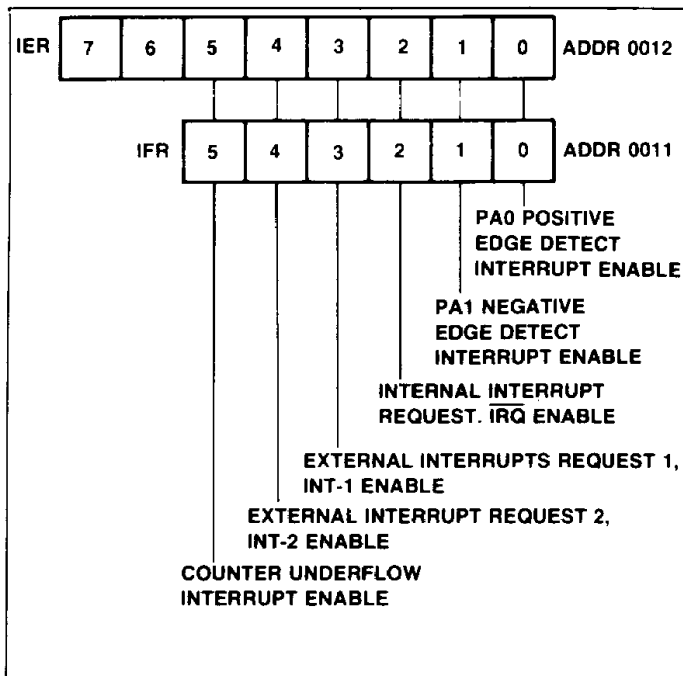 IER 7 6 5 4 3 2 1 0 ADDR 0012
IFR 5 4 3 2 1 0 ADDR 0011
PA0 POSITIVE
EDGE DETECT
INTERRUPT ENABLE
PA1 NEGATIVE
EDGE DETECT
INTERRUPT ENABLE
INTERNAL INTERRUPT
REQUEST. IRQ ENABLE
EXTERNAL INTERRUPTS REQUEST 1,
INT-1 ENABLE
EXTERNAL INTERRUPT REQUEST 2,
INT-2 ENABLE
COUNTER UNDERFLOW
INTERRUPT ENABLE